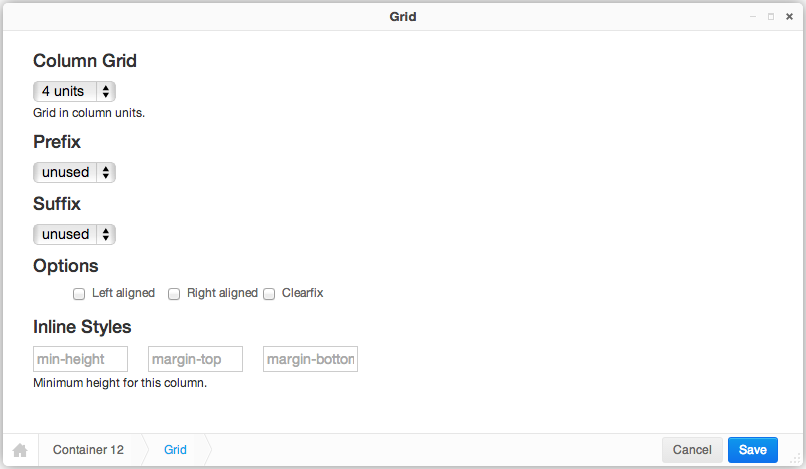 Grid
Column Grid
4 units
Grid in column units.
Prefix
unused
Suffix
unused
Options
Left aligned Right aligned Clearfix
Inline Styles
min-height margin-top margin-bottom
Minimum height for this column.
Container 12 Grid Cancel Save